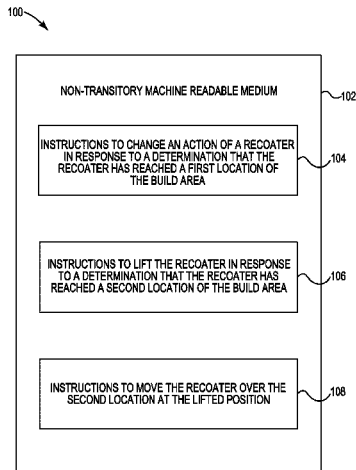 100
NON-TRANSITORY MACHINE READABLE MEDIUM
102
INSTRUCTIONS TO CHANGE AN ACTION OF A RECOATER
IN RESPONSE TO A DETERMINATION THAT THE
RECOATER HAS REACHED A FIRST LOCATION OF
THE BUILD AREA
104
INSTRUCTIONS TO LIFT THE RECOATER IN RESPONSE
TO A DETERMINATION THAT THE RECOATER HAS
REACHED A SECOND LOCATION OF THE BUILD AREA
106
INSTRUCTIONS TO MOVE THE RECOATER OVER THE
SECOND LOCATION AT THE LIFTED POSITION
108